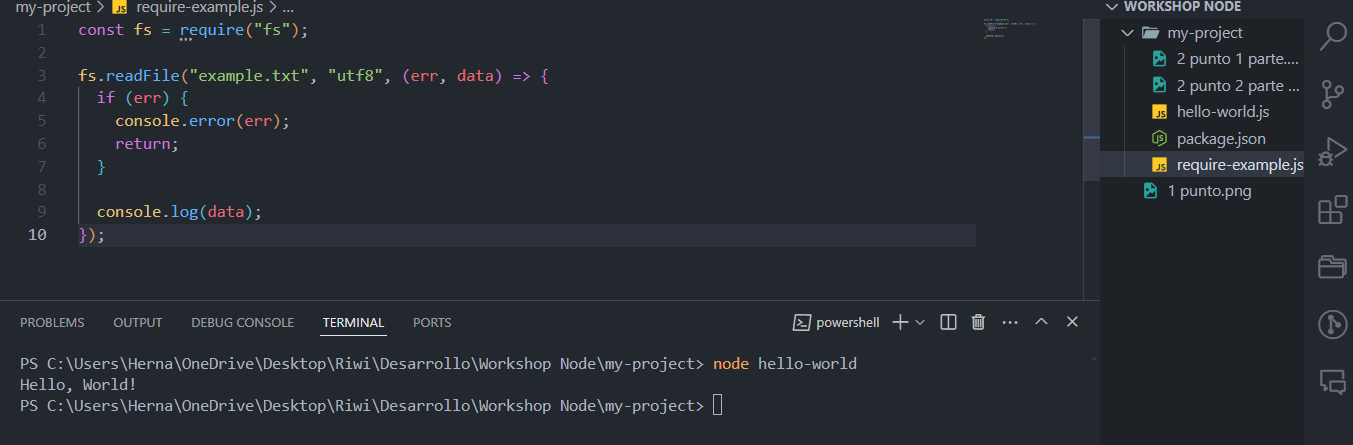 my-project > JS require-example.js > ...
1 const fs = require("fs");
2
3 fs.readFile("example.txt", "utf8", (err, data) => {
4 if (err) {
5 console.error(err);
6 return;
7 }
8
9 console.log(data);
10 });
WORKSHOP NODE
my-project
2 punto 1 parte....
2 punto 2 parte ...
JS hello-world.js
package.json
JS require-example.js
1 punto.png
PROBLEMS OUTPUT DEBUG CONSOLE TERMINAL PORTS powershell
PS C:\Users\Herna\OneDrive\Desktop\Riwi\Desarrollo\Workshop Node\my-project> node hello-world
Hello, World!
PS C:\Users\Herna\OneDrive\Desktop\Riwi\Desarrollo\Workshop Node\my-project>